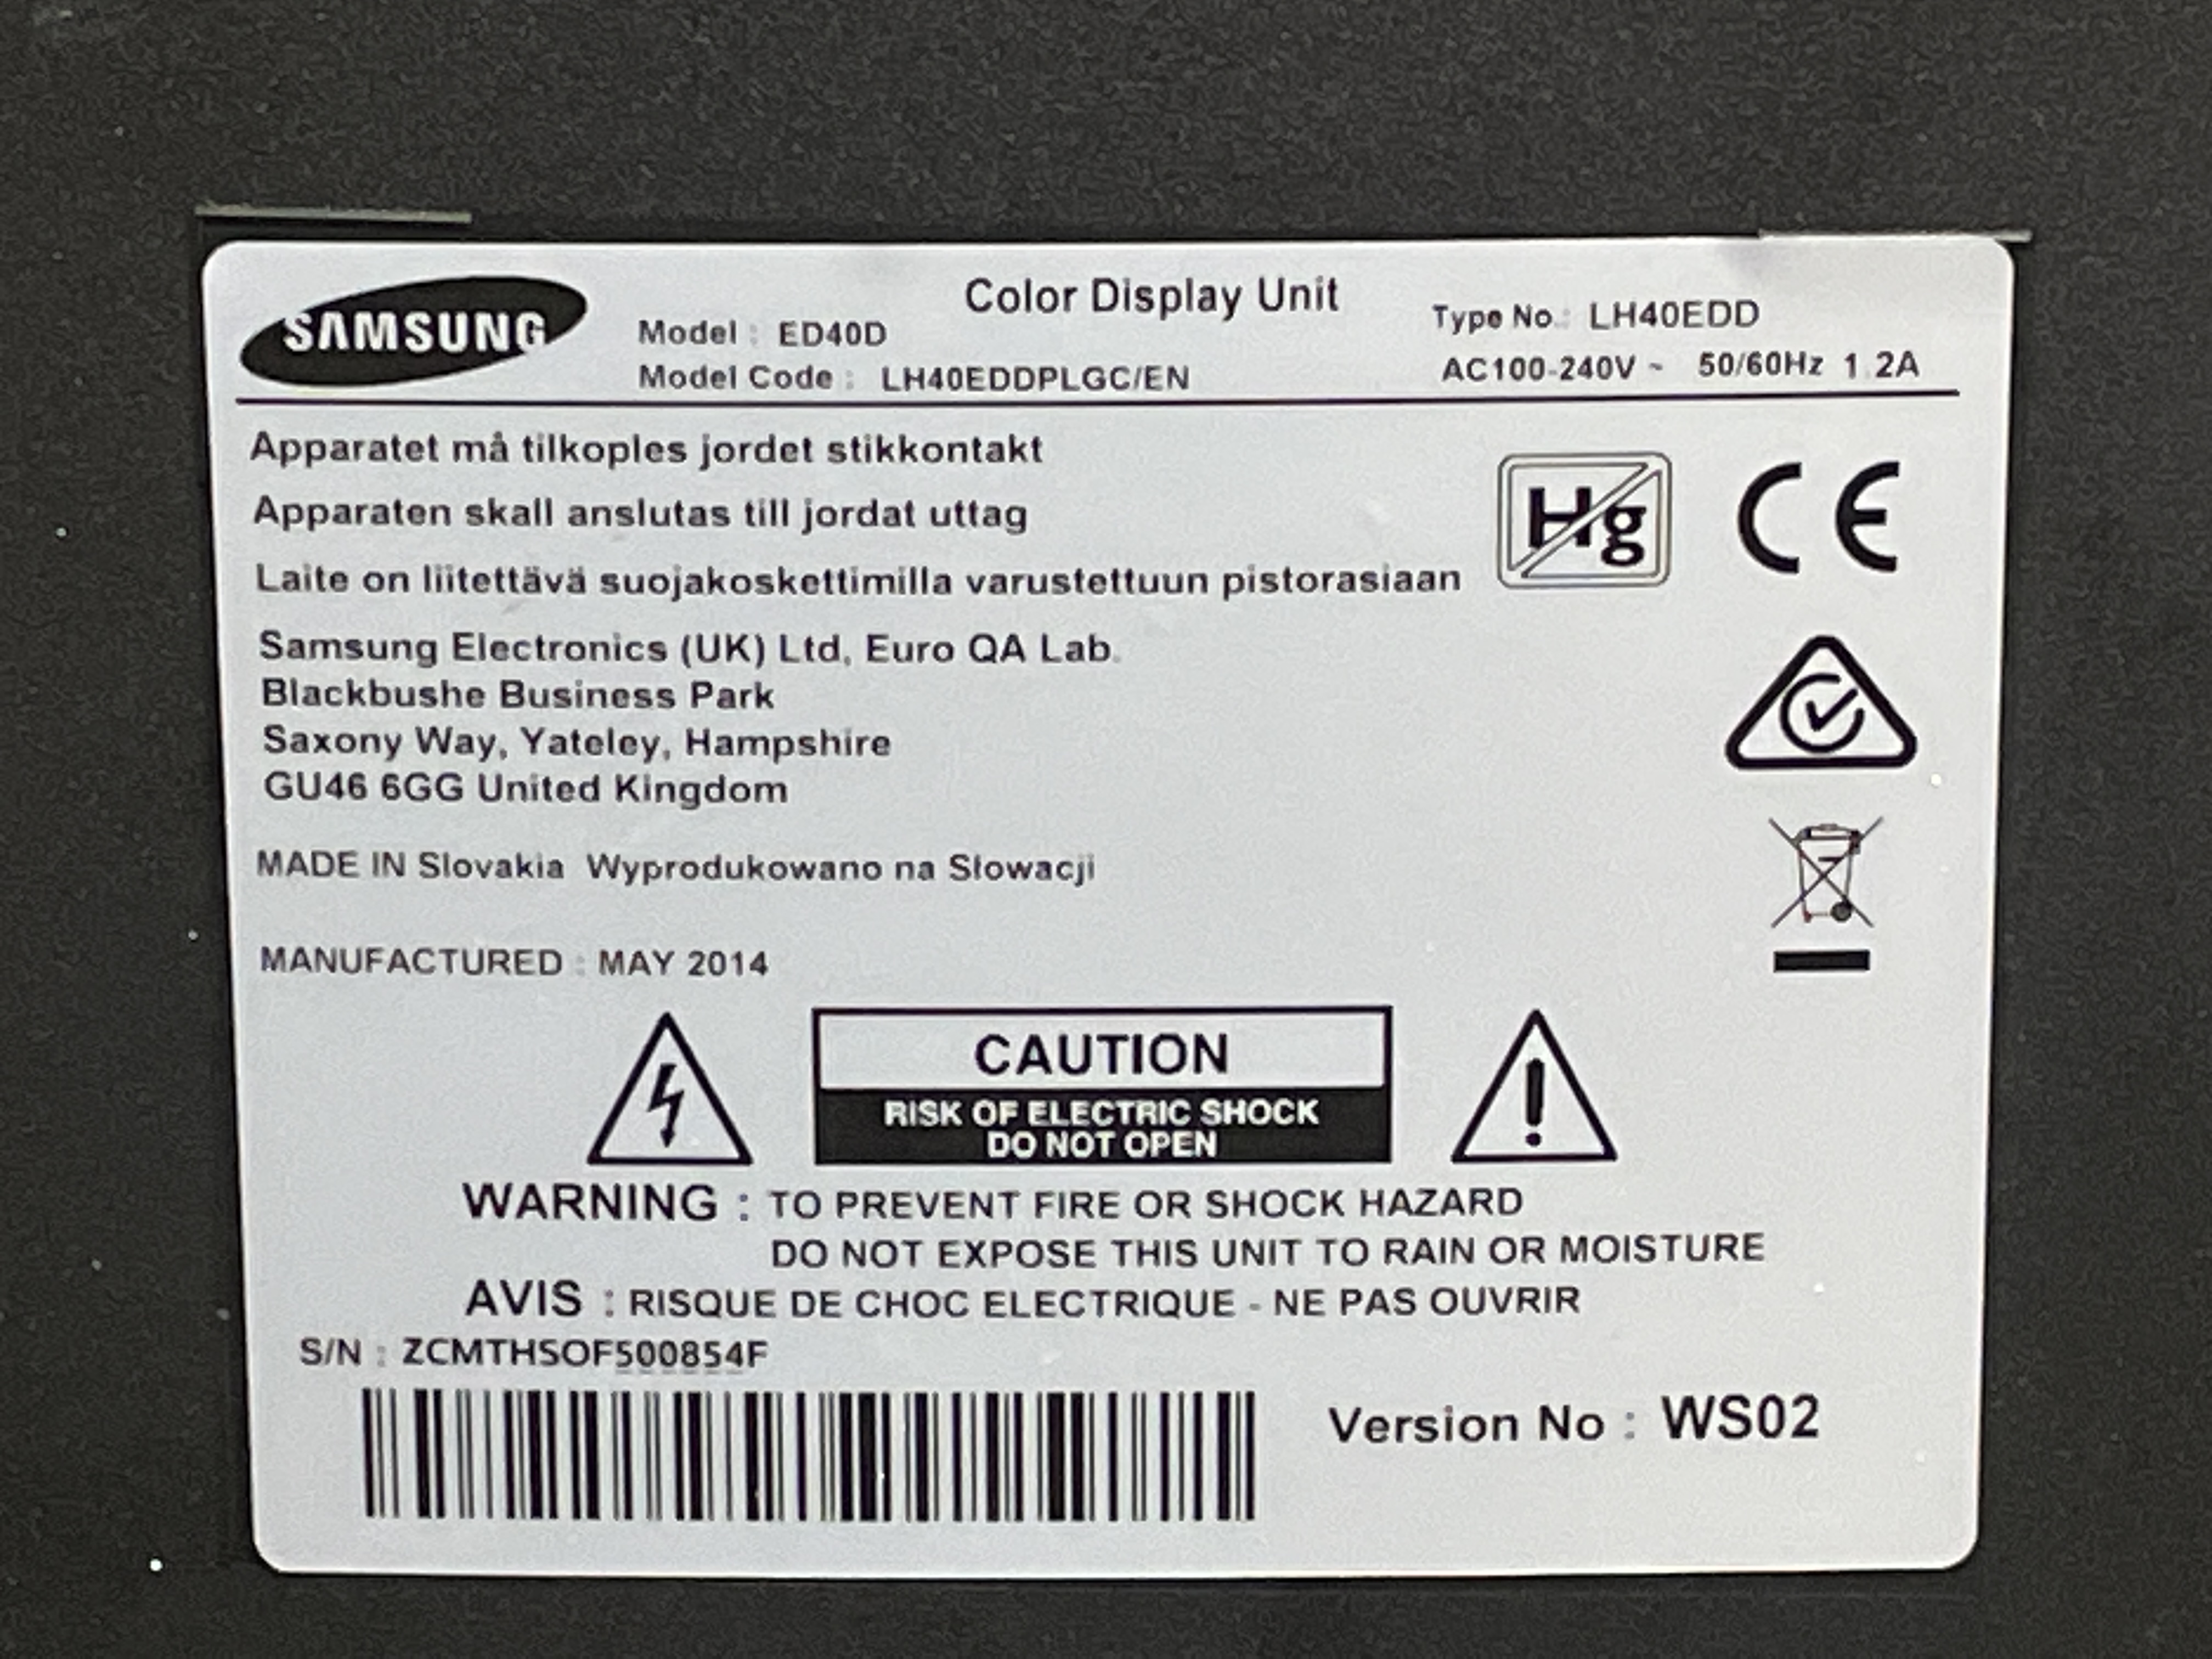 SAMSUNG
Color Display Unit
Model : ED40D
Type No. : LH40EDD
Model Code : LH40EDDPLGC/EN
AC100-240V ~ 50/60Hz 1.2A
Apparatet må tilkoples jordet stikkontakt
Apparaten skall anslutas till jordat uttag
Laite on liitettävä suojakoskettimilla varustettuun pistorasiaan
Hg
CE
Samsung Electronics (UK) Ltd, Euro QA Lab.
Blackbushe Business Park
Saxony Way, Yateley, Hampshire
GU46 6GG United Kingdom
MADE IN Slovakia Wyprodukowano na Słowacji
MANUFACTURED : MAY 2014
CAUTION
RISK OF ELECTRIC SHOCK
DO NOT OPEN
WARNING : TO PREVENT FIRE OR SHOCK HAZARD
DO NOT EXPOSE THIS UNIT TO RAIN OR MOISTURE
AVIS : RISQUE DE CHOC ELECTRIQUE - NE PAS OUVRIR
S/N : ZCMTHSOF500854F
Version No : WS02